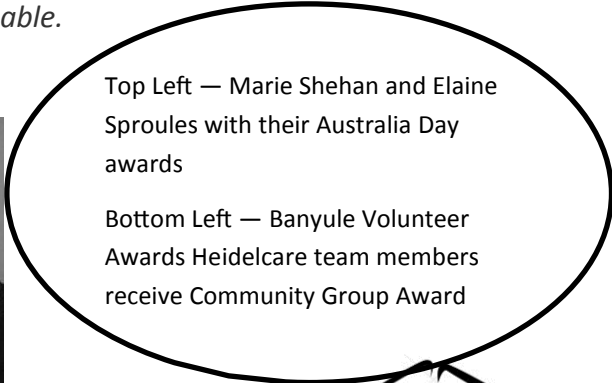 able.
Top Left — Marie Shehan and Elaine
Sproules with their Australia Day
awards
Bottom Left — Banyule Volunteer
Awards Heidelcare team members
receive Community Group Award